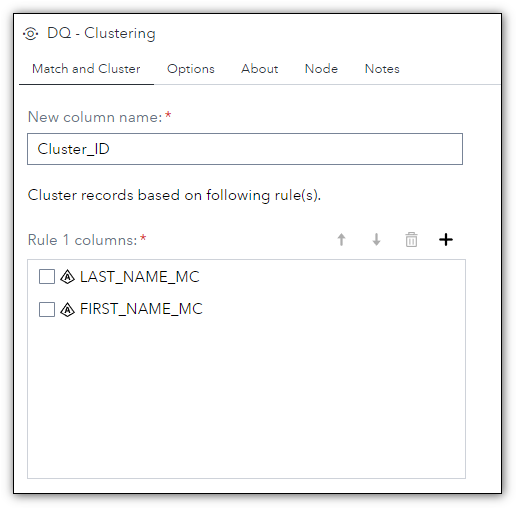 DQ - Clustering
Match and Cluster Options About Node Notes
New column name: *
Cluster_ID
Cluster records based on following rule(s).
Rule 1 columns: *
LAST_NAME_MC
FIRST_NAME_MC